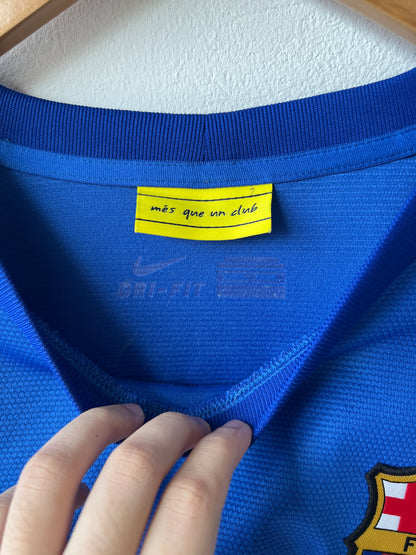 més que un club
DRI-FIT
F